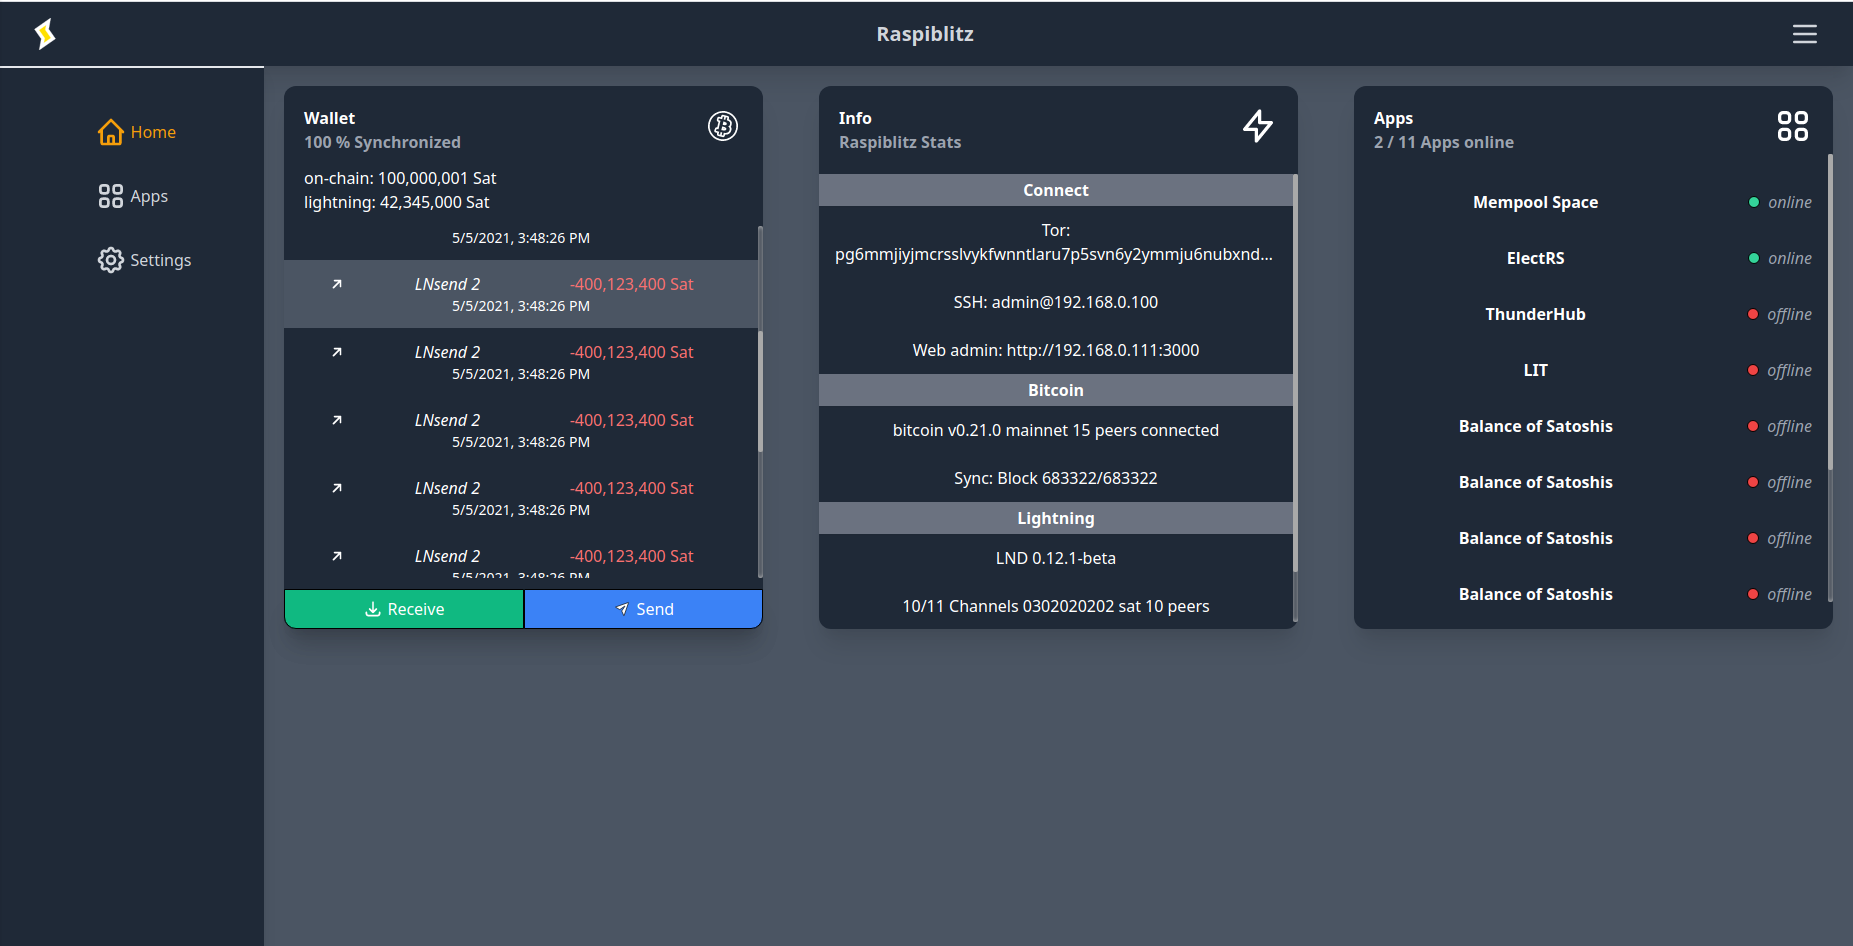 Raspiblitz
Home
Apps
Settings
Wallet
100 % Synchronized
on-chain: 100,000,001 Sat
lightning: 42,345,000 Sat
5/5/2021, 3:48:26 PM
LNsend 2 -400,123,400 Sat
5/5/2021, 3:48:26 PM
LNsend 2 -400,123,400 Sat
5/5/2021, 3:48:26 PM
LNsend 2 -400,123,400 Sat
5/5/2021, 3:48:26 PM
LNsend 2 -400,123,400 Sat
5/5/2021, 3:48:26 PM
LNsend 2 -400,123,400 Sat
5/5/2021, 3:48:26 PM
Receive
Send
Info
Raspiblitz Stats
Connect
Tor:
pg6mmjiyjmcrsslvykfwnntlaru7p5svn6y2ymmju6nubxnd...
SSH: admin@192.168.0.100
Web admin: http://192.168.0.111:3000
Bitcoin
bitcoin v0.21.0 mainnet 15 peers connected
Sync: Block 683322/683322
Lightning
LND 0.12.1-beta
10/11 Channels 0302020202 sat 10 peers
Apps
2 / 11 Apps online
Mempool Space online
ElectRS online
ThunderHub offline
LIT offline
Balance of Satoshis offline
Balance of Satoshis offline
Balance of Satoshis offline
Balance of Satoshis offline